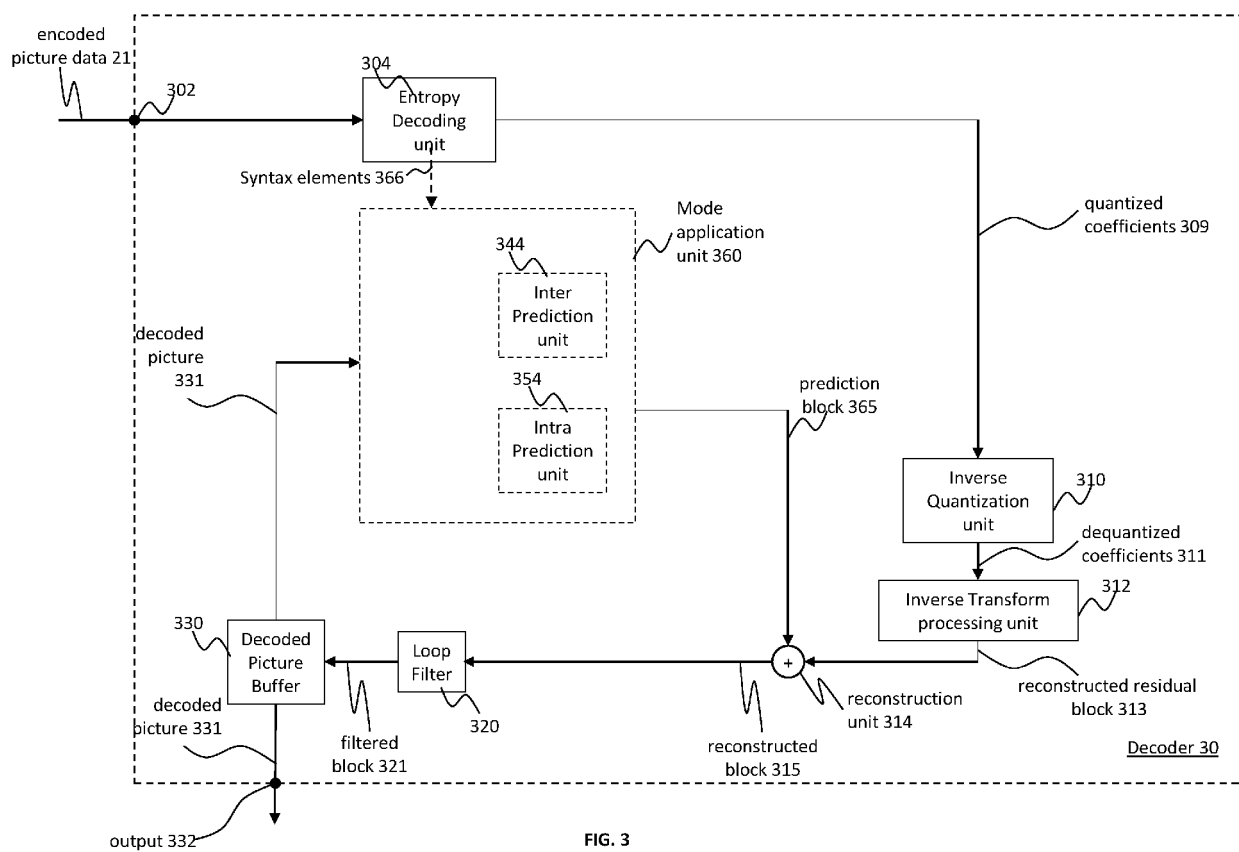 encoded
picture data 21
302
304
Entropy
Decoding
unit
Syntax elements 366
Mode
application
unit 360
quantized
coefficients 309
344
Inter
Prediction
unit
decoded
picture
331
354
Intra
Prediction
unit
prediction
block 365
Inverse
Quantization
unit
310
dequantized
coefficients 311
Inverse Transform
processing unit
312
330
Decoded
Picture
Buffer
Loop
Filter
320
+
reconstruction
unit 314
reconstructed residual
block 313
decoded
picture 331
filtered
block 321
reconstructed
block 315
Decoder 30
output 332
FIG. 3